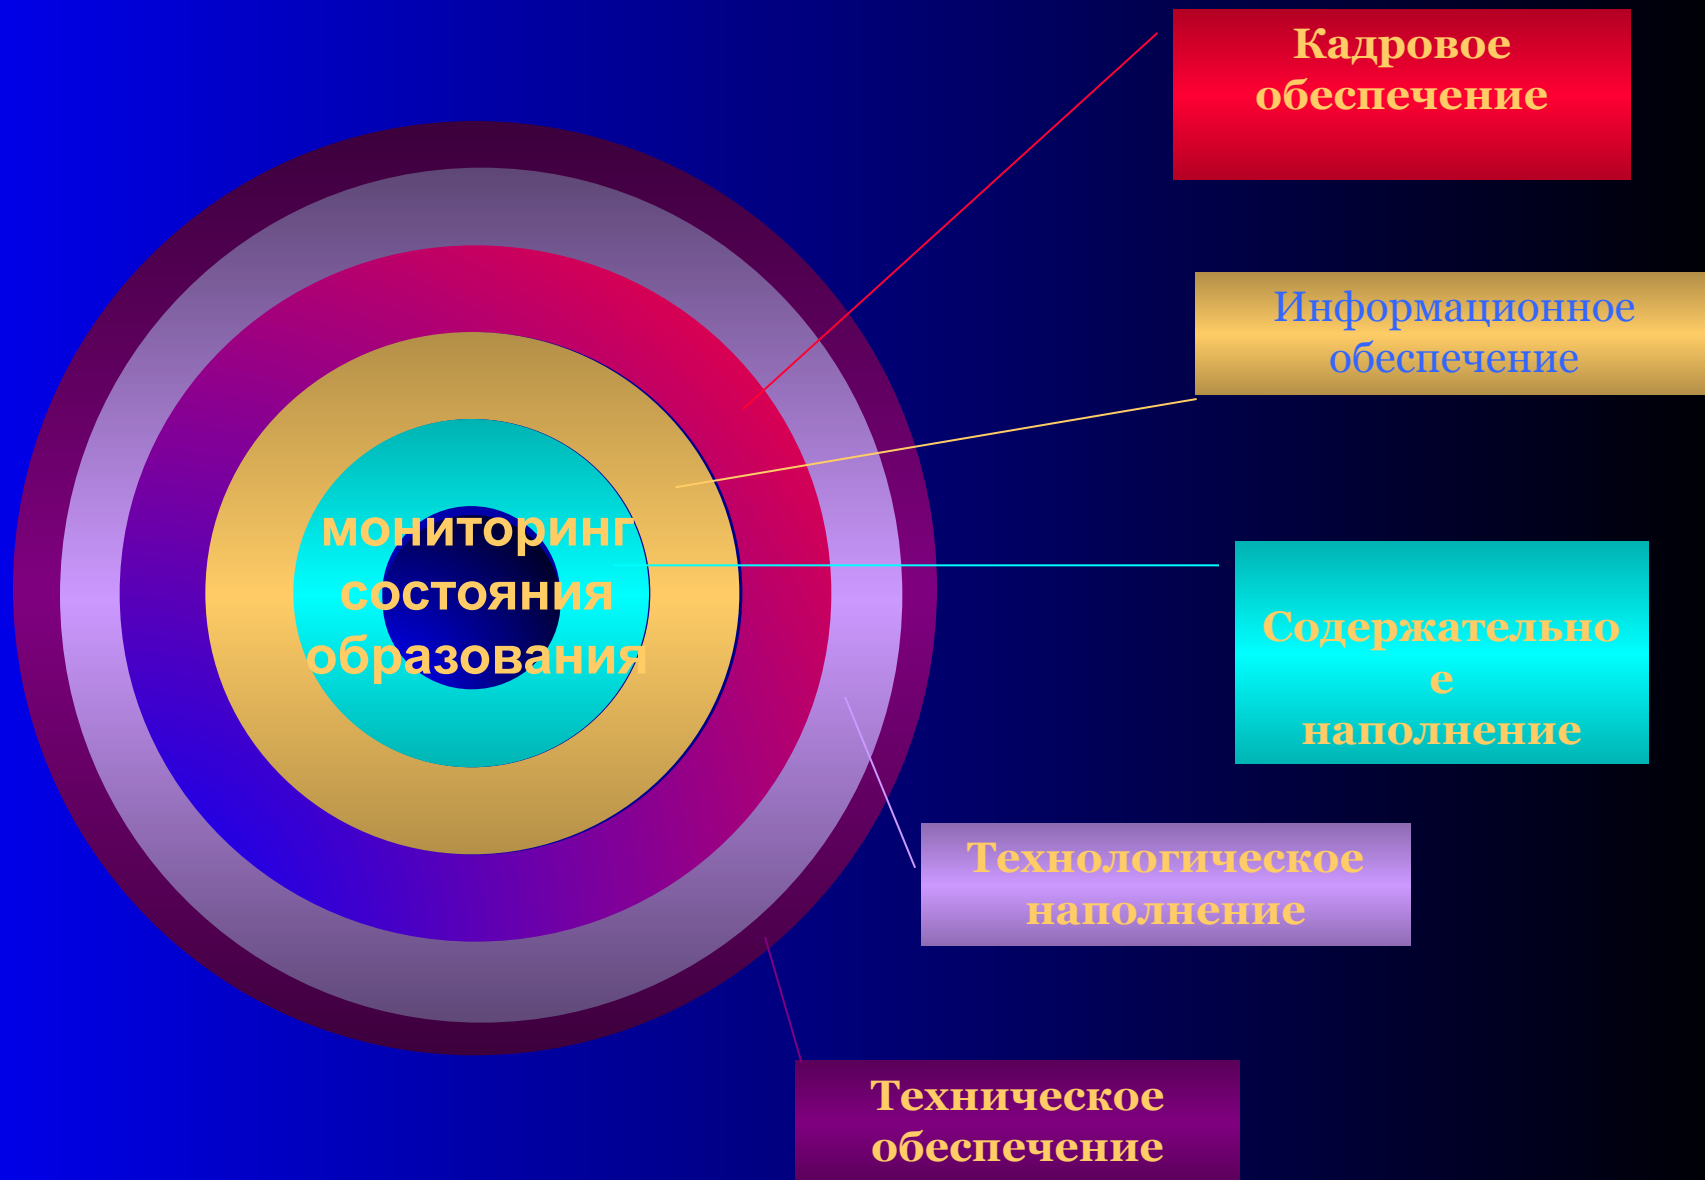 Кадровое
обеспечение
Информационное
обеспечение
мониторинг
состояния
образования
Содержательно
е
наполнение
Технологическое
наполнение
Техническое
обеспечение